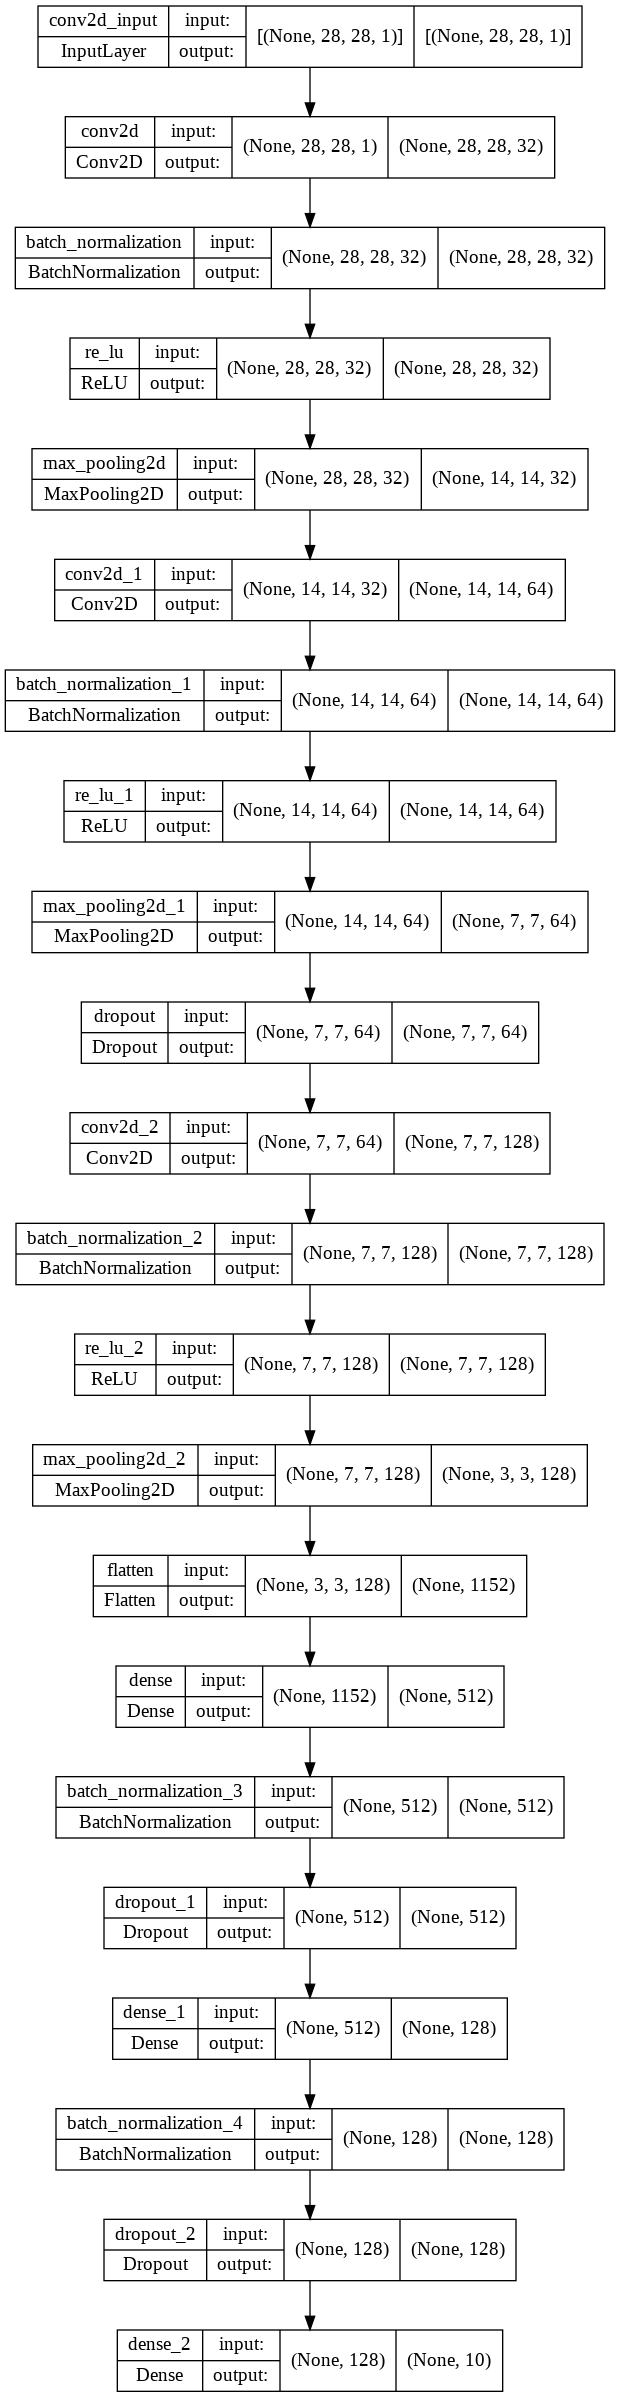 conv2d_input input: [(None, 28, 28, 1)] [(None, 28, 28, 1)]
InputLayer output:
conv2d input: (None, 28, 28, 1) (None, 28, 28, 32)
Conv2D output:
batch_normalization input: (None, 28, 28, 32) (None, 28, 28, 32)
BatchNormalization output:
re_lu input: (None, 28, 28, 32) (None, 28, 28, 32)
ReLU output:
max_pooling2d input: (None, 28, 28, 32) (None, 14, 14, 32)
MaxPooling2D output:
conv2d_1 input: (None, 14, 14, 32) (None, 14, 14, 64)
Conv2D output:
batch_normalization_1 input: (None, 14, 14, 64) (None, 14, 14, 64)
BatchNormalization output:
re_lu_1 input: (None, 14, 14, 64) (None, 14, 14, 64)
ReLU output:
max_pooling2d_1 input: (None, 14, 14, 64) (None, 7, 7, 64)
MaxPooling2D output:
dropout input: (None, 7, 7, 64) (None, 7, 7, 64)
Dropout output:
conv2d_2 input: (None, 7, 7, 64) (None, 7, 7, 128)
Conv2D output:
batch_normalization_2 input: (None, 7, 7, 128) (None, 7, 7, 128)
BatchNormalization output:
re_lu_2 input: (None, 7, 7, 128) (None, 7, 7, 128)
ReLU output:
max_pooling2d_2 input: (None, 7, 7, 128) (None, 3, 3, 128)
MaxPooling2D output:
flatten input: (None, 3, 3, 128) (None, 1152)
Flatten output:
dense input: (None, 1152) (None, 512)
Dense output:
batch_normalization_3 input: (None, 512) (None, 512)
BatchNormalization output:
dropout_1 input: (None, 512) (None, 512)
Dropout output:
dense_1 input: (None, 512) (None, 128)
Dense output:
batch_normalization_4 input: (None, 128) (None, 128)
BatchNormalization output:
dropout_2 input: (None, 128) (None, 128)
Dropout output:
dense_2 input: (None, 128) (None, 10)
Dense output: